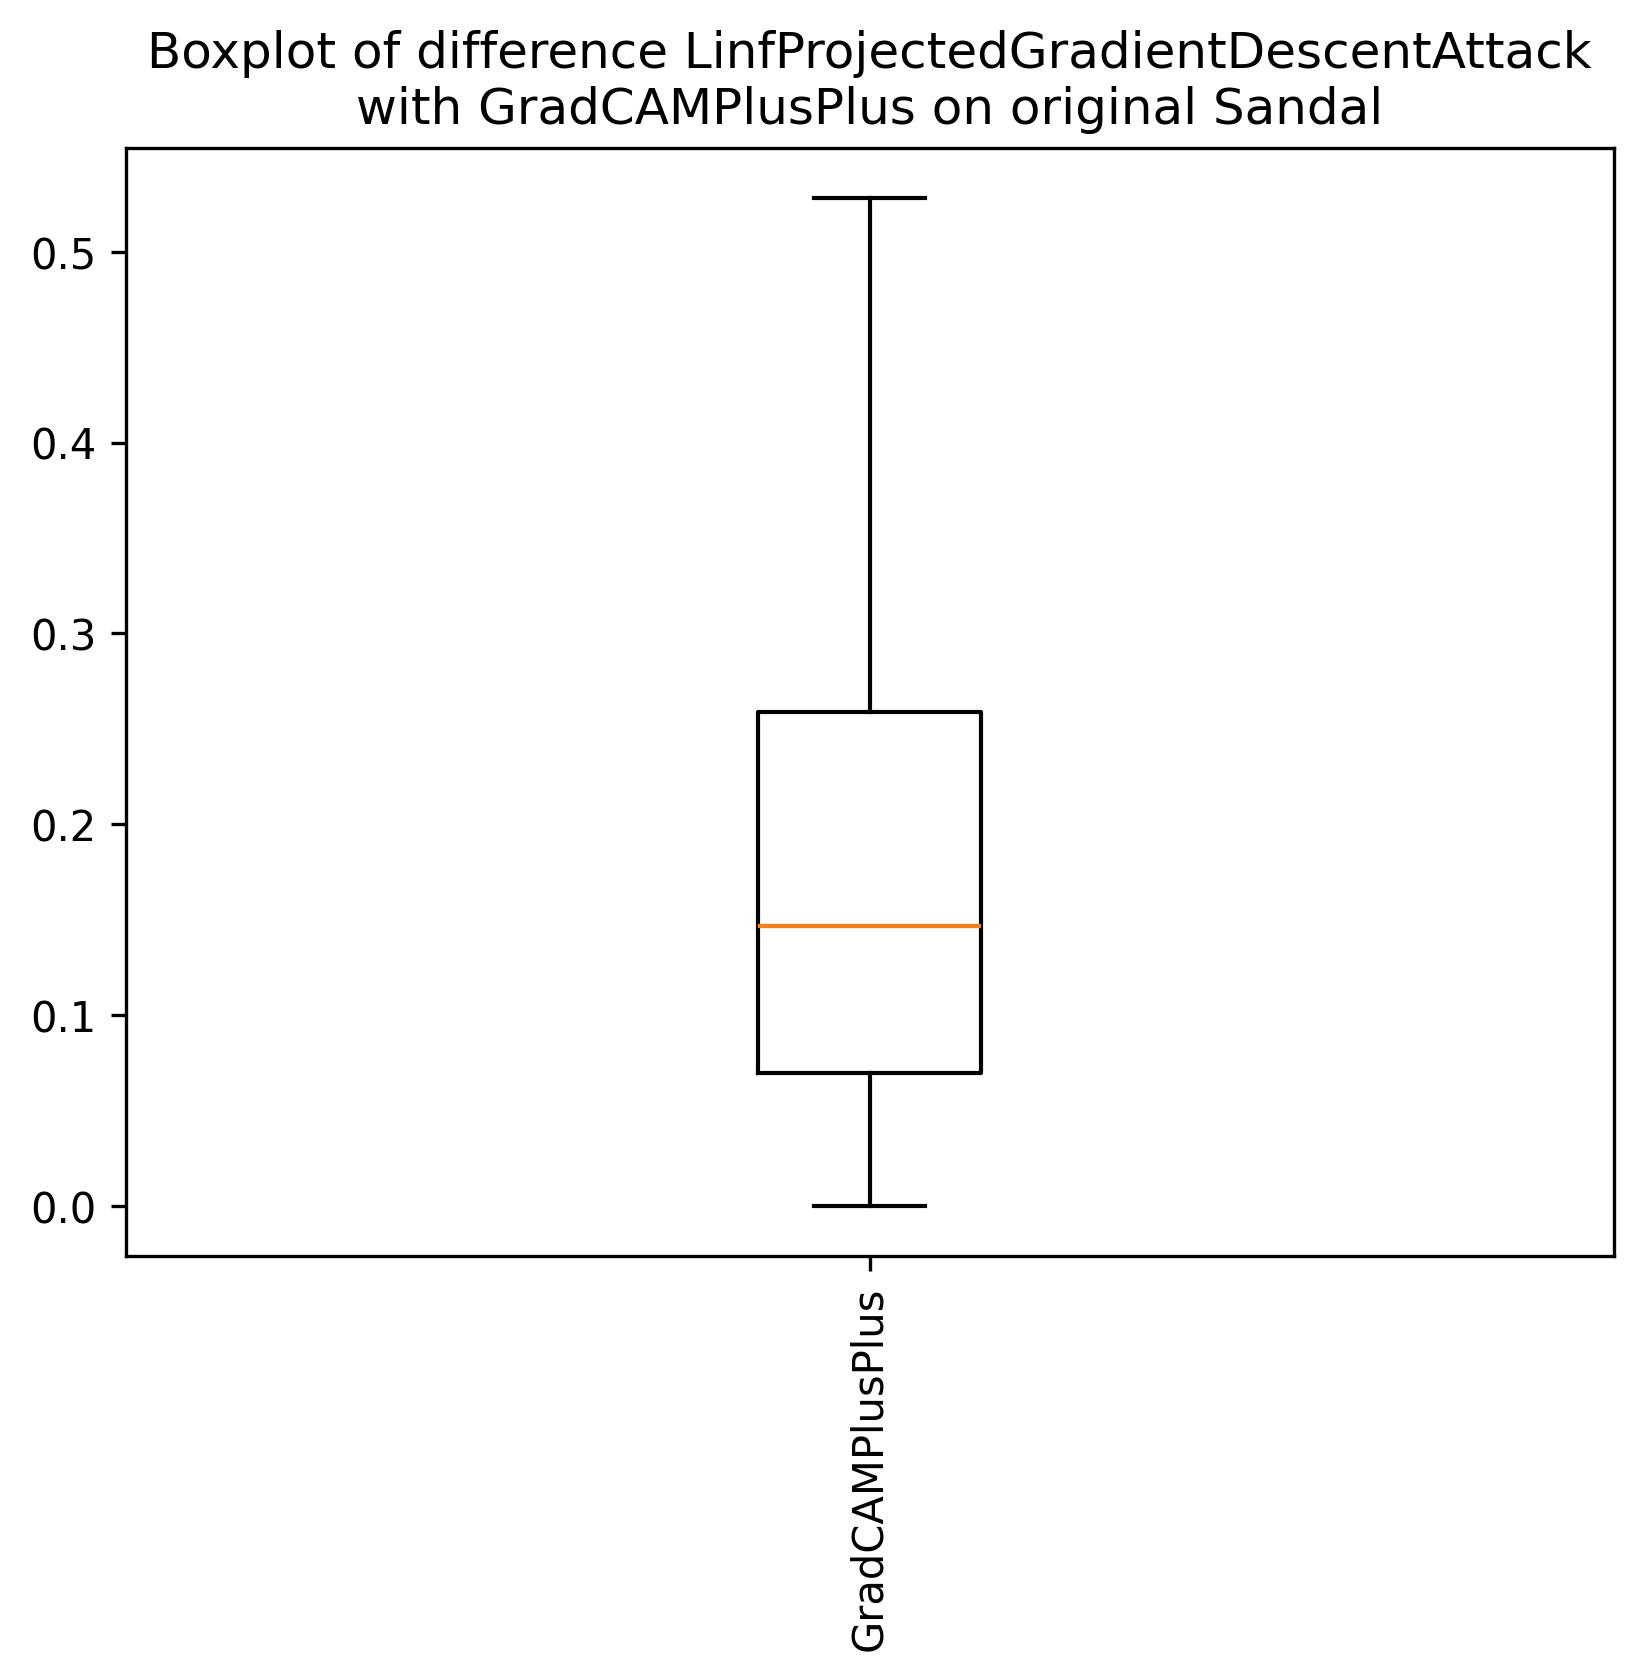 Boxplot of difference LinfProjectedGradientDescentAttack
with GradCAMPlusPlus on original Sandal
0.5
0.4
0.3
0.2
0.1
0.0
GradCAMPlusPlus